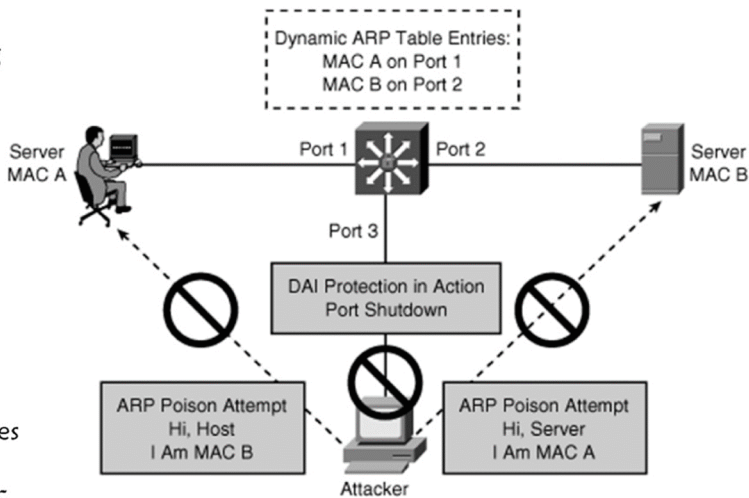 Dynamic ARP Table Entries:
MAC A on Port 1
MAC B on Port 2
Server
MAC A
Port 1
Port 2
Server
MAC B
Port 3
DAI Protection in Action
Port Shutdown
ARP Poison Attempt
Hi, Host
I Am MAC B
ARP Poison Attempt
Hi, Server
I Am MAC A
Attacker
es
-